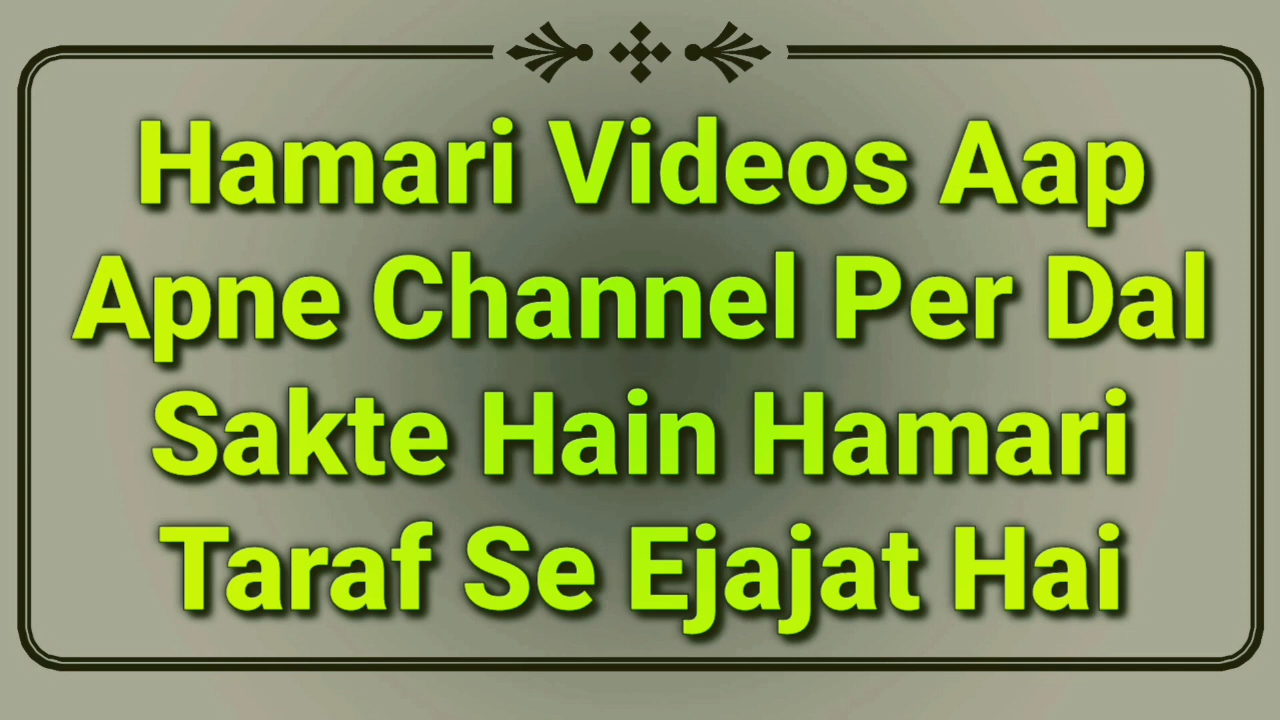 Hamari Videos Aap
Apne Channel Per Dal
Sakte Hain Hamari
Taraf Se Ejajat Hai